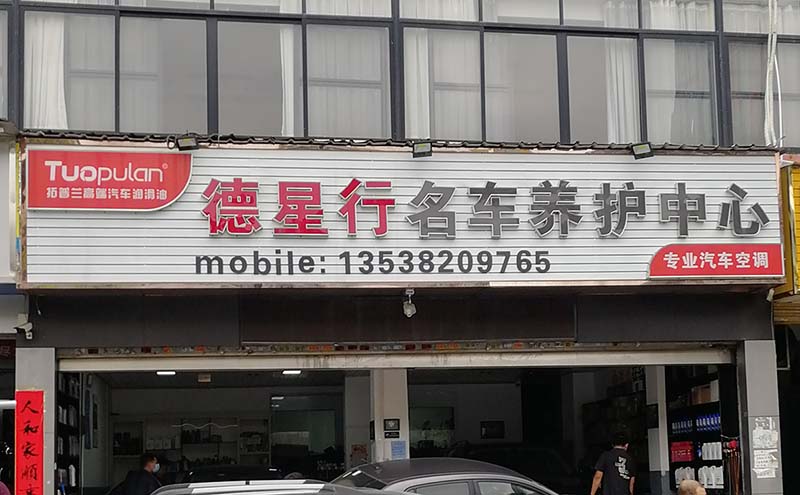 Tuopulan®
拓普兰高端汽车润滑油
德星行名车养护中心
mobile: 13538209765
专业汽车空调
人和家顺